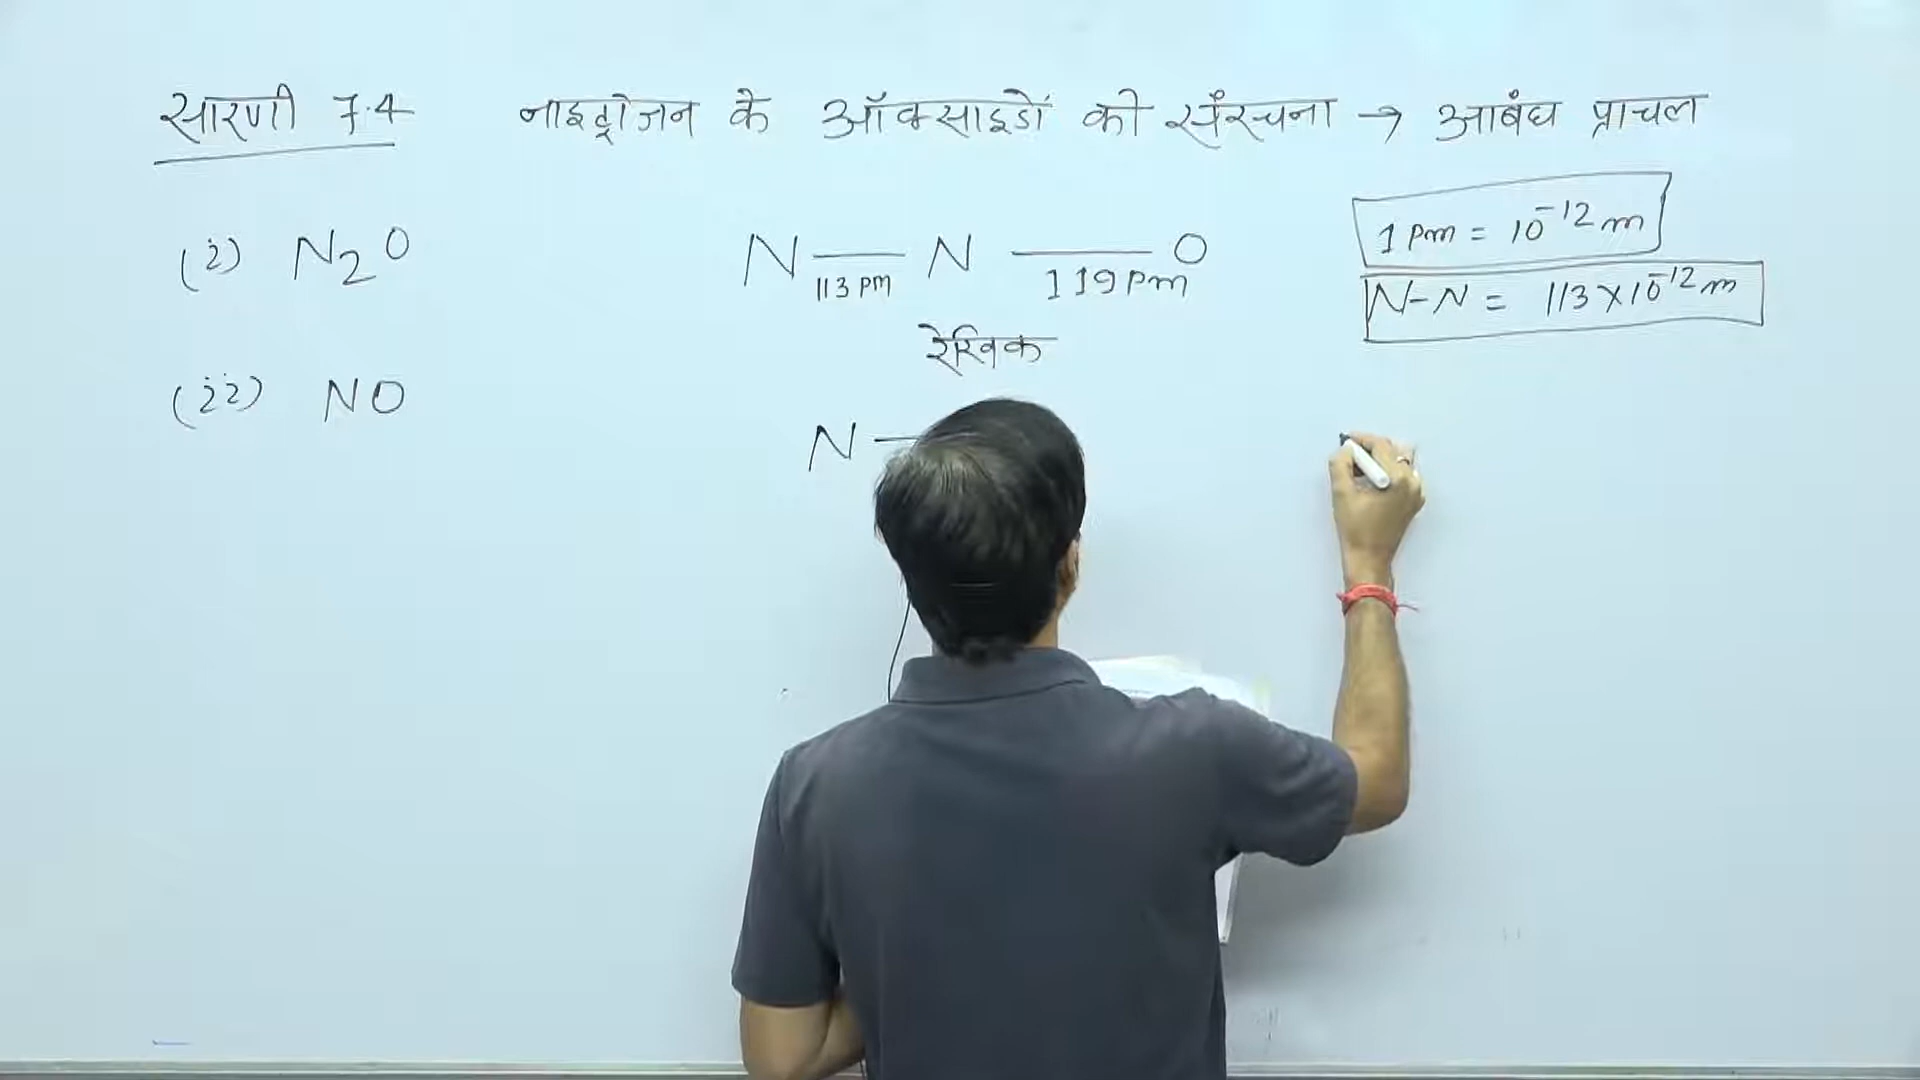 सारणी 7.4 नाइट्रोजन के ऑक्साइडों की संरचना → आबंध प्राचल
(i) N₂O N — N — O
113 pm 119 pm
1 pm = 10⁻¹² m
N-N = 113 × 10⁻¹² m
रेखिक
(ii) NO
N —